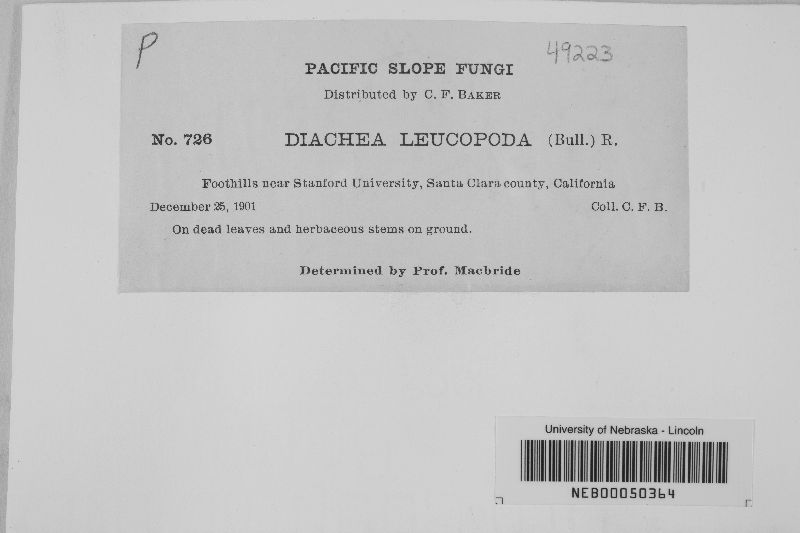 P
49223
PACIFIC SLOPE FUNGI
Distributed by C. F. BAKER
No. 726 DIACHEA LEUCOPODA (Bull.) R.
Foothills near Stanford University, Santa Clara county, California
December 25, 1901 Coll. C. F. B.
On dead leaves and herbaceous stems on ground.
Determined by Prof. Macbride
University of Nebraska - Lincoln
NEB00050364